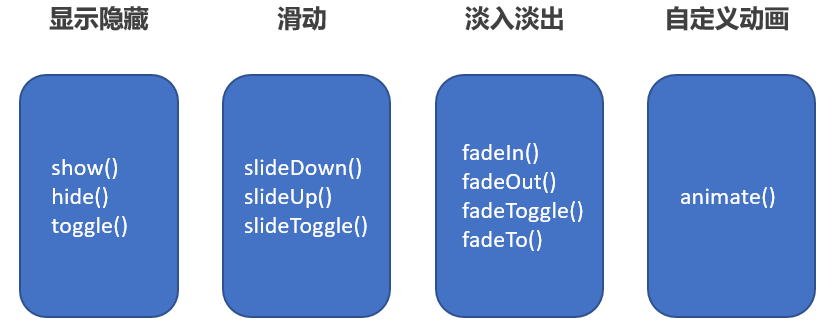 显示隐藏
滑动
淡入淡出
自定义动画
show()
hide()
toggle()
slideDown()
slideUp()
slideToggle()
fadeIn()
fadeOut()
fadeToggle()
fadeTo()
animate()